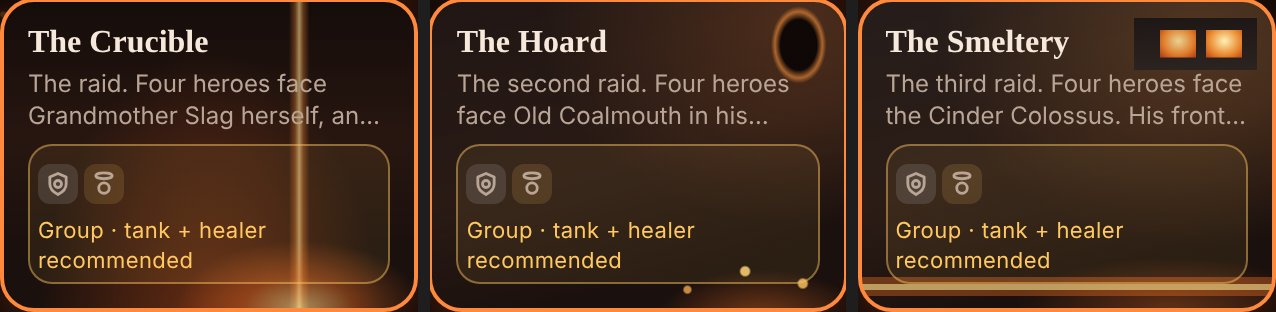 The Crucible
The raid. Four heroes face
Grandmother Slag herself, an...
Group · tank + healer
recommended
The Hoard
The second raid. Four heroes
face Old Coalmouth in his...
Group · tank + healer
recommended
The Smeltery
The third raid. Four heroes face
the Cinder Colossus. His front...
Group · tank + healer
recommended